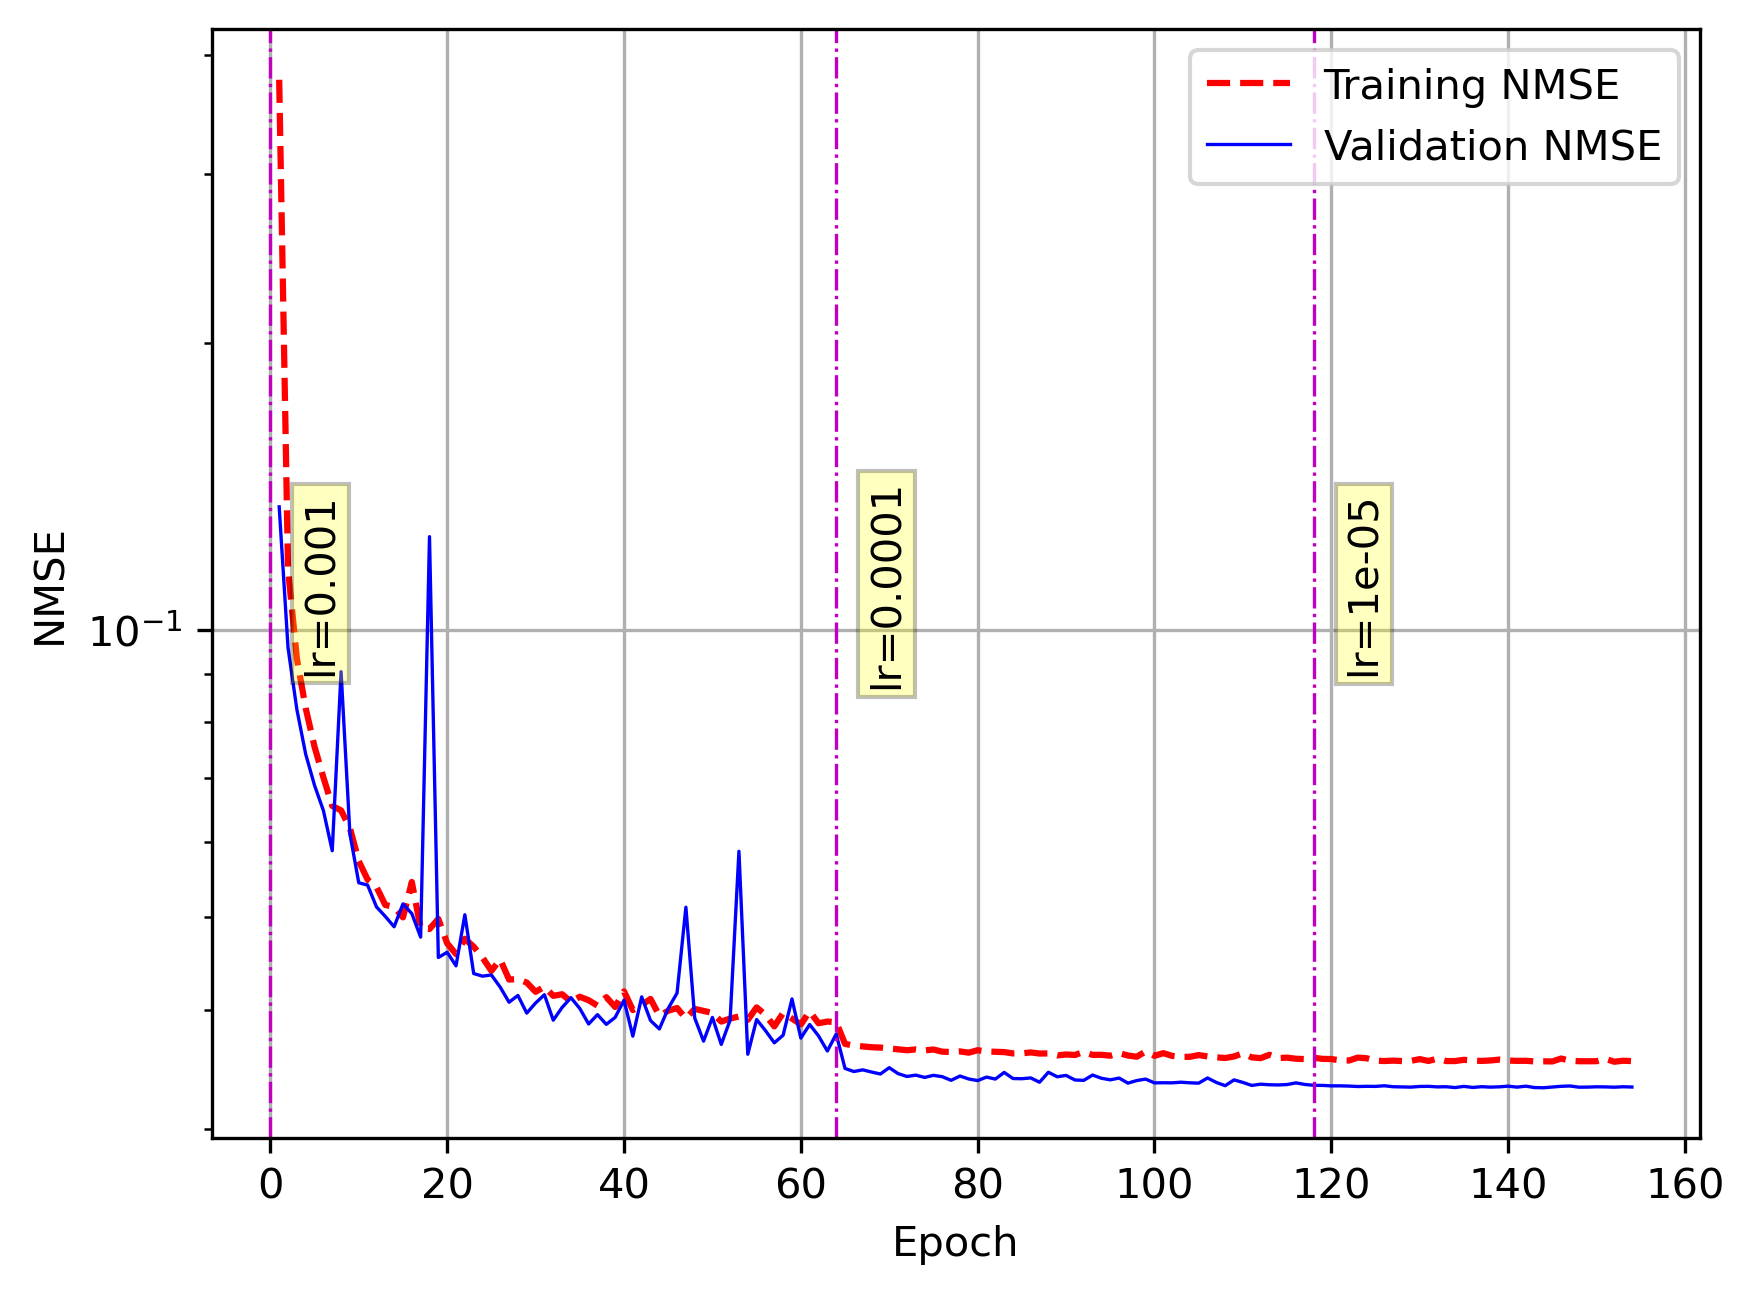 Training NMSE
Validation NMSE
NMSE
10⁻¹
lr=0.001
lr=0.0001
lr=1e-05
0 20 40 60 80 100 120 140 160
Epoch